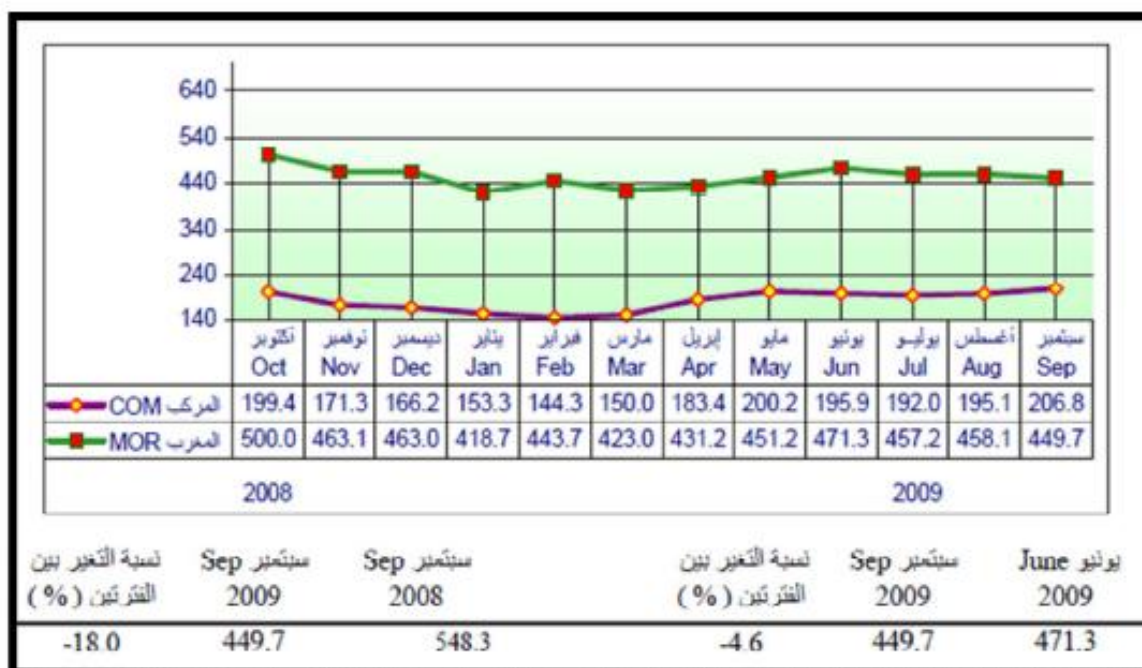 640
540
440
340
240
140
أكتوبر نوفمبر ديسمبر يناير فبراير مارس إبريل مايو يونيو يوليو أغسطس سبتمبر
Oct Nov Dec Jan Feb Mar Apr May Jun Jul Aug Sep
COM المركب 199.4 171.3 166.2 153.3 144.3 150.0 183.4 200.2 195.9 192.0 195.1 206.8
MOR المغرب 500.0 463.1 463.0 418.7 443.7 423.0 431.2 451.2 471.3 457.2 458.1 449.7
2008 2009
نسبة التغير بين سبتمبر Sep سبتمبر Sep نسبة التغير بين سبتمبر Sep يونيو June
الفترتين ( % ) 2009 2008 الفترتين ( % ) 2009 2009
-18.0 449.7 548.3 -4.6 449.7 471.3